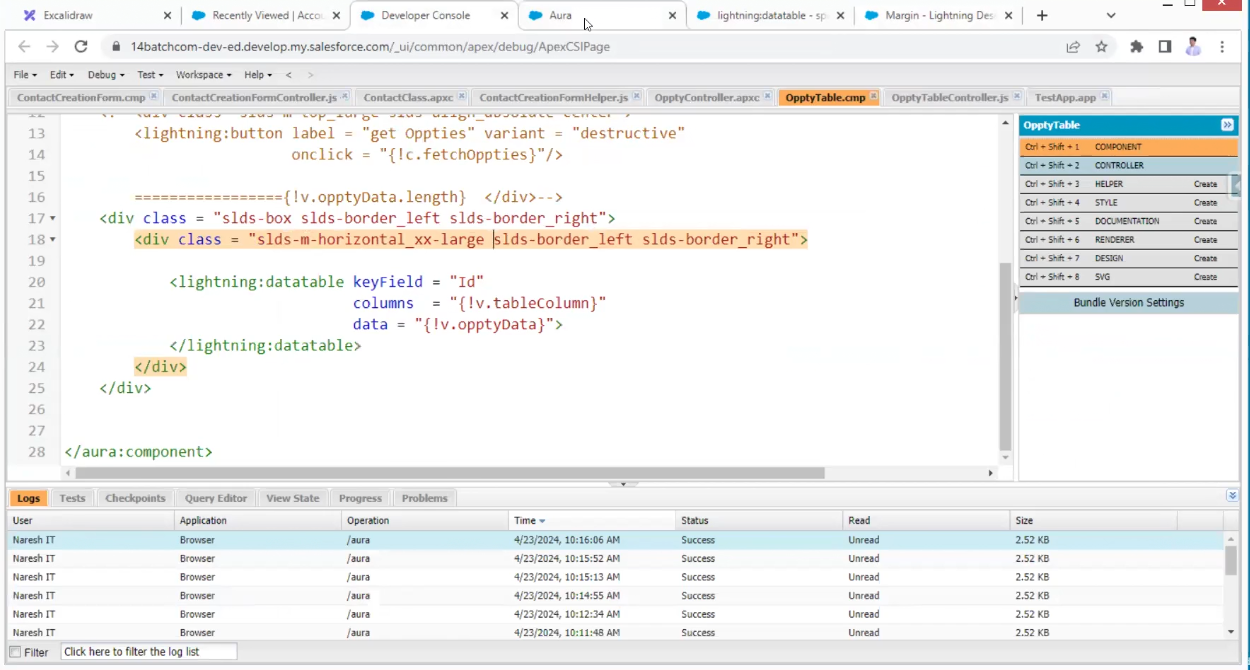 Excalidraw
Recently Viewed | Accou
Developer Console
Aura
lightning:datatable - sp
Margin - Lightning Des
14batchcom-dev-ed.develop.my.salesforce.com/_ui/common/apex/debug/ApexCSIPage
File Edit Debug Test Workspace Help < >
ContactCreationForm.cmp ContactCreationFormController.js ContactClass.apxc ContactCreationFormHelper.js OpptyController.apxc OpptyTable.cmp OpptyTableController.js TestApp.app
13 <lightning:button label = "get Oppties" variant = "destructive"
14 onclick = "{!c.fetchOppties}"/>
15
16 ================={!v.opptyData.length} </div>-->
17 <div class = "slds-box slds-border_left slds-border_right">
18 <div class = "slds-m-horizontal_xx-large slds-border_left slds-border_right">
19
20 <lightning:datatable keyField = "Id"
21 columns = "{!v.tableColumn}"
22 data = "{!v.opptyData}">
23 </lightning:datatable>
24 </div>
25 </div>
26
27
28 </aura:component>
OpptyTable
Ctrl + Shift + 1 COMPONENT
Ctrl + Shift + 2 CONTROLLER
Ctrl + Shift + 3 HELPER Create
Ctrl + Shift + 4 STYLE Create
Ctrl + Shift + 5 DOCUMENTATION Create
Ctrl + Shift + 6 RENDERER Create
Ctrl + Shift + 7 DESIGN Create
Ctrl + Shift + 8 SVG Create
Bundle Version Settings
Logs Tests Checkpoints Query Editor View State Progress Problems
User Application Operation Time Status Read Size
Naresh IT Browser /aura 4/23/2024, 10:16:06 AM Success Unread 2.52 KB
Naresh IT Browser /aura 4/23/2024, 10:15:52 AM Success Unread 2.52 KB
Naresh IT Browser /aura 4/23/2024, 10:15:13 AM Success Unread 2.52 KB
Naresh IT Browser /aura 4/23/2024, 10:14:55 AM Success Unread 2.52 KB
Naresh IT Browser /aura 4/23/2024, 10:12:34 AM Success Unread 2.52 KB
Naresh IT Browser /aura 4/23/2024, 10:11:48 AM Success Unread 2.52 KB
Filter Click here to filter the log list